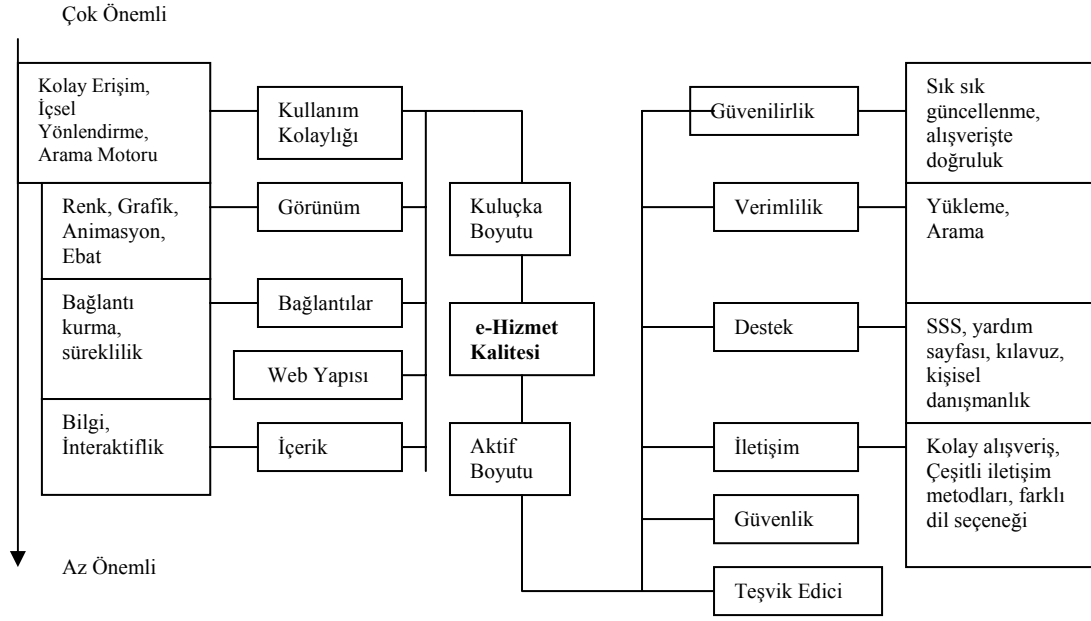 Çok Önemli
Kolay Erişim,
İçsel
Yönlendirme,
Arama Motoru
Kullanım
Kolaylığı
Renk, Grafik,
Animasyon,
Ebat
Görünüm
Bağlantı
kurma,
süreklilik
Bağlantılar
Web Yapısı
Bilgi,
İnteraktiflik
İçerik
Az Önemli
Kuluçka
Boyutu
e-Hizmet
Kalitesi
Aktif
Boyutu
Güvenilirlik
Sık sık
güncellenme,
alışverişte
doğruluk
Verimlilik
Yükleme,
Arama
Destek
SSS, yardım
sayfası, kılavuz,
kişisel
danışmanlık
İletişim
Kolay alışveriş,
Çeşitli iletişim
metodları, farklı
dil seçeneği
Güvenlik
Teşvik Edici